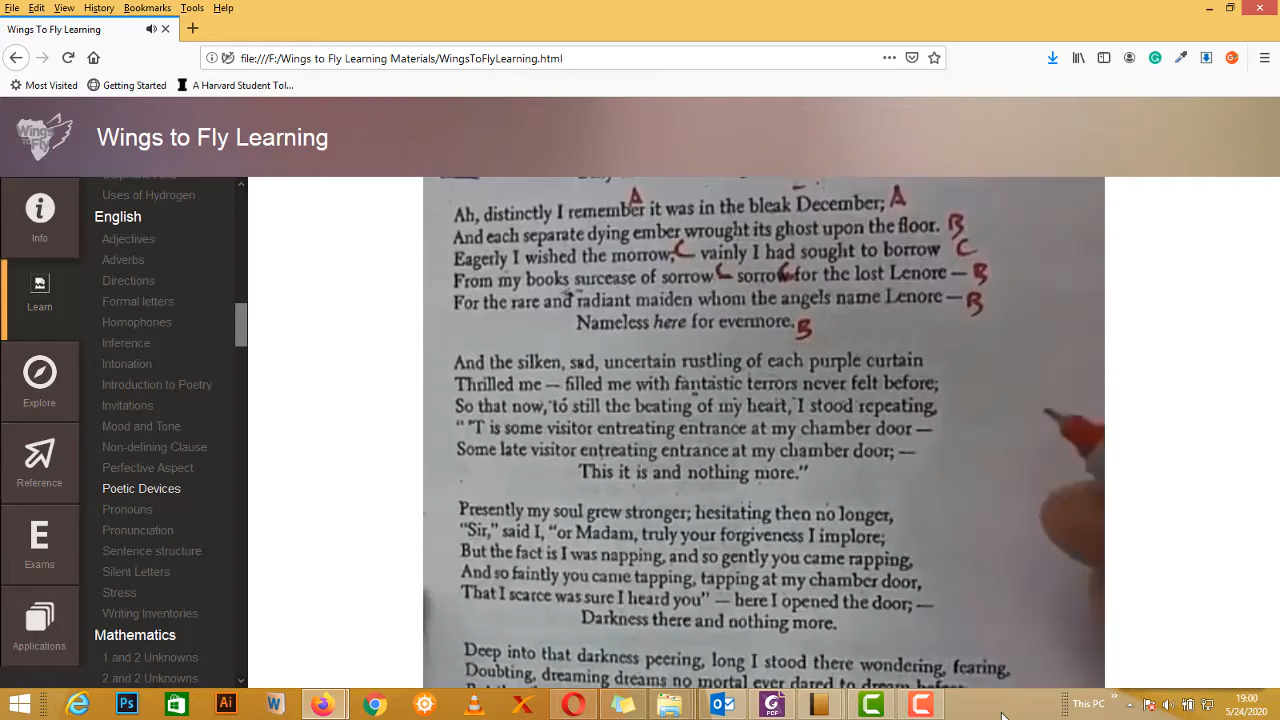 File Edit View History Bookmarks Tools Help
Wings To Fly Learning
file:///F:/Wings to Fly Learning Materials/WingsToFlyLearning.html
Most Visited Getting Started A Harvard Student Tol...
Wings to Fly
Wings to Fly Learning
Info
Learn
Explore
Reference
E
Exams
Applications
Uses of Hydrogen
English
Adjectives
Adverbs
Directions
Formal letters
Homophones
Inference
Intonation
Introduction to Poetry
Invitations
Mood and Tone
Non-defining Clause
Perfective Aspect
Poetic Devices
Pronouns
Pronunciation
Sentence structure
Silent Letters
Stress
Writing Inventories
Mathematics
1 and 2 Unknowns
2 and 2 Unknowns
Ah, distinctly I remember A it was in the bleak December; A
And each separate dying ember wrought its ghost upon the floor. B
Eagerly I wished the morrow; C vainly I had sought to borrow C
From my books surcease of sorrow C sorrow C for the lost Lenore — B
For the rare and radiant maiden whom the angels name Lenore — B
Nameless here for evermore. B
And the silken, sad, uncertain rustling of each purple curtain
Thrilled me — filled me with fantastic terrors never felt before;
So that now, to still the beating of my heart, I stood repeating,
"'T is some visitor entreating entrance at my chamber door —
Some late visitor entreating entrance at my chamber door; —
This it is and nothing more."
Presently my soul grew stronger; hesitating then no longer,
"Sir," said I, "or Madam, truly your forgiveness I implore;
But the fact is I was napping, and so gently you came rapping,
And so faintly you came tapping, tapping at my chamber door,
That I scarce was sure I heard you" — here I opened the door; —
Darkness there and nothing more.
Deep into that darkness peering, long I stood there wondering, fearing,
Doubting, dreaming dreams no mortal ever dared to dream before
Ps
Ai
W
PDF
This PC
19:00
5/24/2020